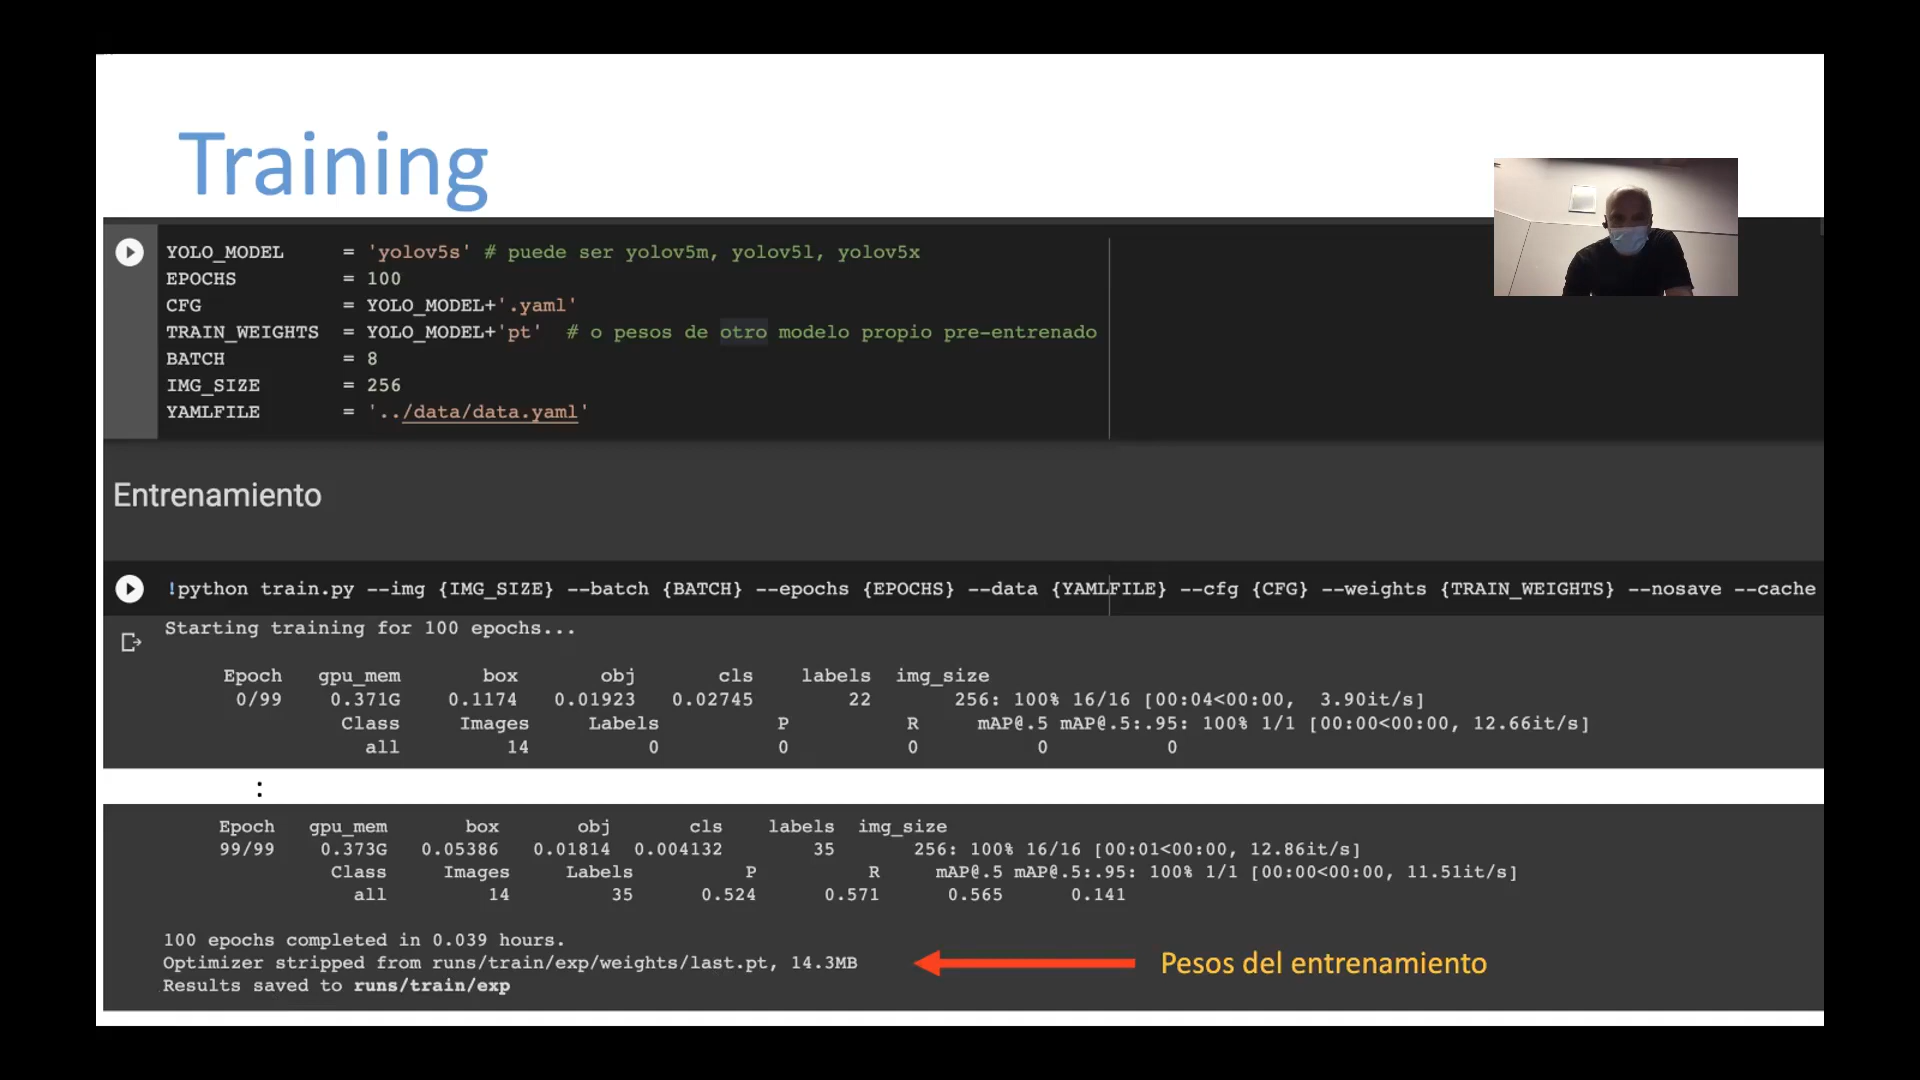 Training
YOLO_MODEL = 'yolov5s' # puede ser yolov5m, yolov5l, yolov5x
EPOCHS = 100
CFG = YOLO_MODEL+'.yaml'
TRAIN_WEIGHTS = YOLO_MODEL+'pt' # o pesos de otro modelo propio pre-entrenado
BATCH = 8
IMG_SIZE = 256
YAMLFILE = '../data/data.yaml'
Entrenamiento
!python train.py --img {IMG_SIZE} --batch {BATCH} --epochs {EPOCHS} --data {YAMLFILE} --cfg {CFG} --weights {TRAIN_WEIGHTS} --nosave --cache
Starting training for 100 epochs...
Epoch gpu_mem box obj cls labels img_size
0/99 0.371G 0.1174 0.01923 0.02745 22 256: 100% 16/16 [00:04<00:00, 3.90it/s]
Class Images Labels P R mAP@.5 mAP@.5:.95: 100% 1/1 [00:00<00:00, 12.66it/s]
all 14 0 0 0 0 0
:
Epoch gpu_mem box obj cls labels img_size
99/99 0.373G 0.05386 0.01814 0.004132 35 256: 100% 16/16 [00:01<00:00, 12.86it/s]
Class Images Labels P R mAP@.5 mAP@.5:.95: 100% 1/1 [00:00<00:00, 11.51it/s]
all 14 35 0.524 0.571 0.565 0.141
100 epochs completed in 0.039 hours.
Optimizer stripped from runs/train/exp/weights/last.pt, 14.3MB
Pesos del entrenamiento
Results saved to runs/train/exp